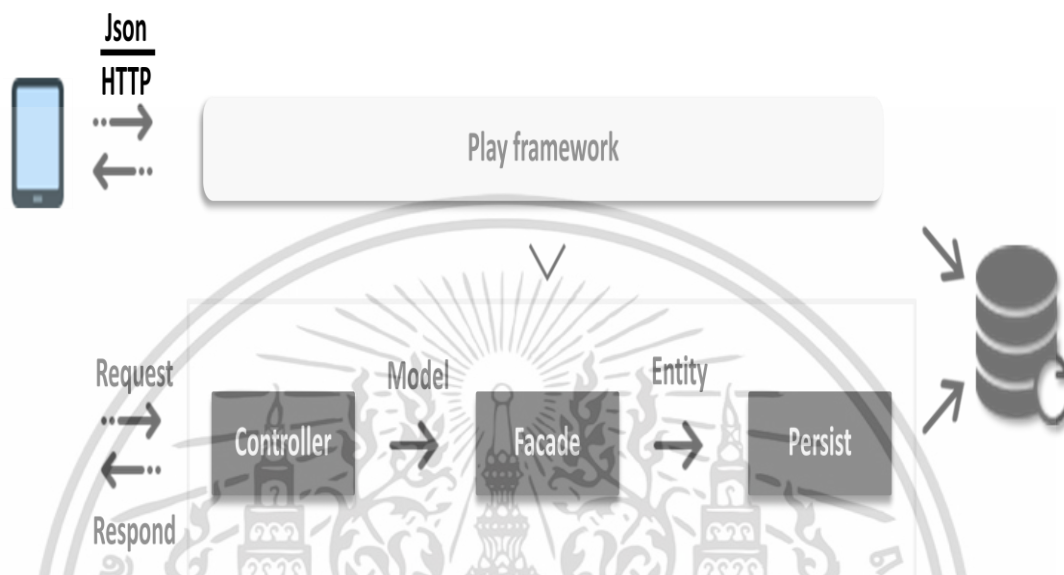 Json
HTTP
Play framework
Request
Model
Entity
Controller
Facade
Persist
Respond